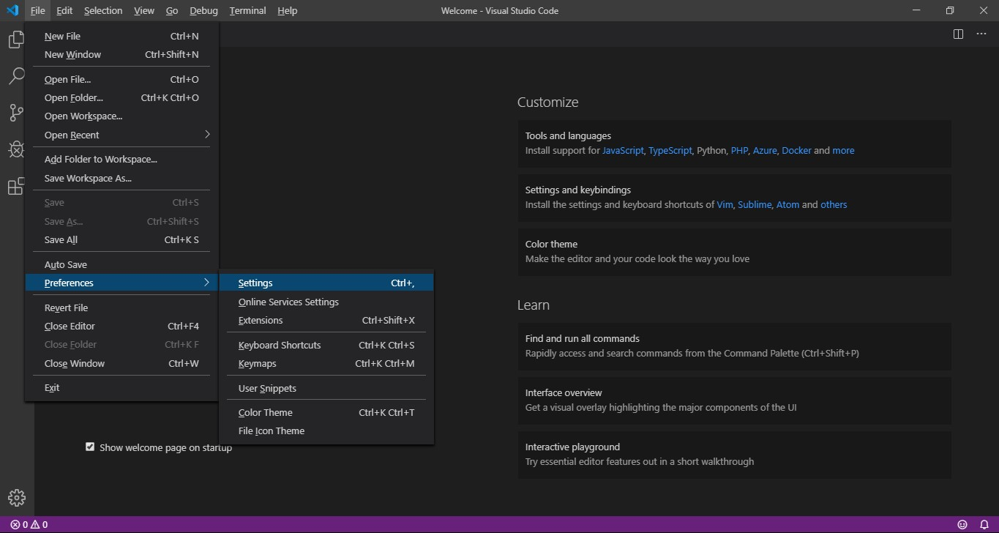 File Edit Selection View Go Debug Terminal Help
Welcome - Visual Studio Code
New File Ctrl+N
New Window Ctrl+Shift+N
Open File... Ctrl+O
Open Folder... Ctrl+K Ctrl+O
Open Workspace...
Open Recent
Add Folder to Workspace...
Save Workspace As...
Save Ctrl+S
Save As... Ctrl+Shift+S
Save All Ctrl+K S
Auto Save
Preferences
Revert File
Close Editor Ctrl+F4
Close Folder Ctrl+K F
Close Window Ctrl+W
Exit
Settings Ctrl+,
Online Services Settings
Extensions Ctrl+Shift+X
Keyboard Shortcuts Ctrl+K Ctrl+S
Keymaps Ctrl+K Ctrl+M
User Snippets
Color Theme Ctrl+K Ctrl+T
File Icon Theme
Show welcome page on startup
Customize
Tools and languages
Install support for JavaScript, TypeScript, Python, PHP, Azure, Docker and more
Settings and keybindings
Install the settings and keyboard shortcuts of Vim, Sublime, Atom and others
Color theme
Make the editor and your code look the way you love
Learn
Find and run all commands
Rapidly access and search commands from the Command Palette (Ctrl+Shift+P)
Interface overview
Get a visual overlay highlighting the major components of the UI
Interactive playground
Try essential editor features out in a short walkthrough
0 0